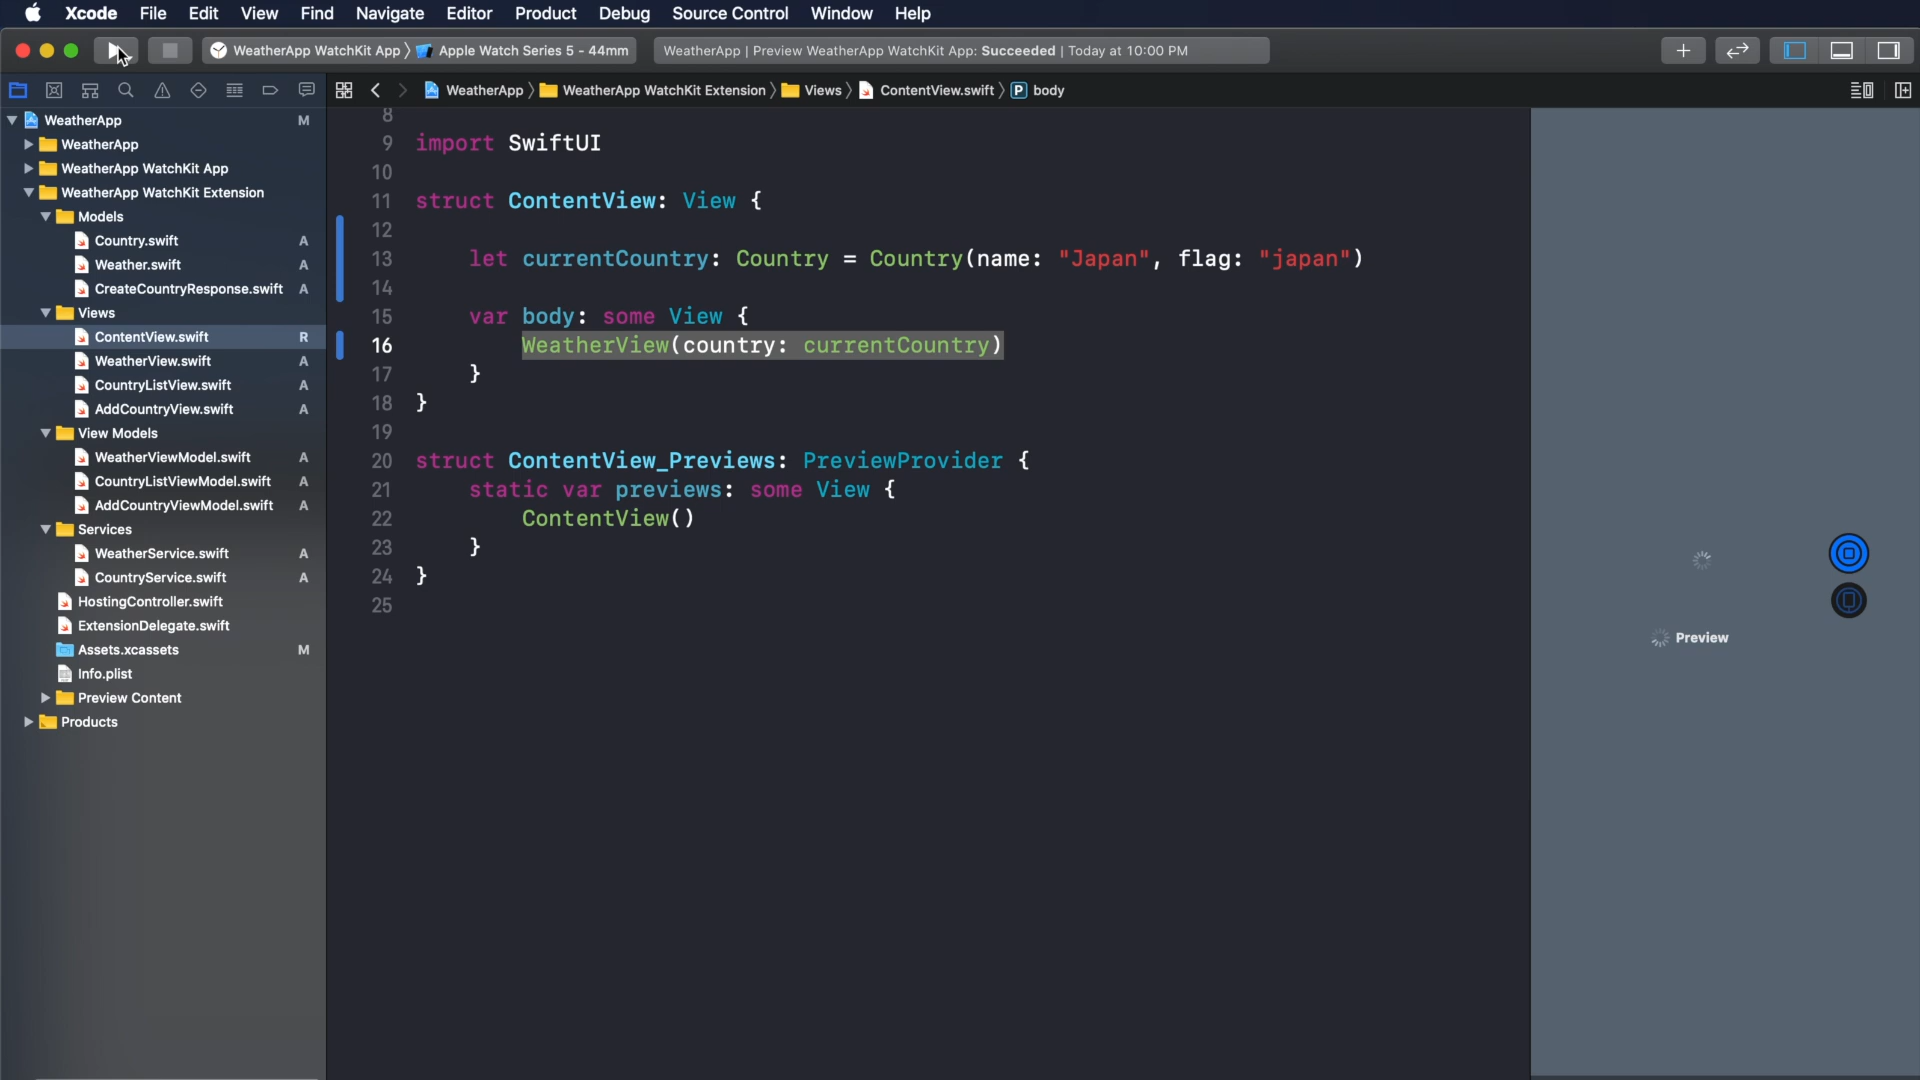 Xcode File Edit View Find Navigate Editor Product Debug Source Control Window Help
WeatherApp WatchKit App Apple Watch Series 5 - 44mm WeatherApp | Preview WeatherApp WatchKit App: Succeeded | Today at 10:00 PM
WeatherApp WeatherApp WatchKit Extension Views ContentView.swift P body
WeatherApp M
WeatherApp
WeatherApp WatchKit App
WeatherApp WatchKit Extension
Models
Country.swift A
Weather.swift A
CreateCountryResponse.swift A
Views
ContentView.swift R
WeatherView.swift A
CountryListView.swift A
AddCountryView.swift A
View Models
WeatherViewModel.swift A
CountryListViewModel.swift A
AddCountryViewModel.swift A
Services
WeatherService.swift A
CountryService.swift A
HostingController.swift
ExtensionDelegate.swift
Assets.xcassets M
Info.plist
Preview Content
Products
8
9 import SwiftUI
10
11 struct ContentView: View {
12
13 let currentCountry: Country = Country(name: "Japan", flag: "japan")
14
15 var body: some View {
16 WeatherView(country: currentCountry)
17 }
18 }
19
20 struct ContentView_Previews: PreviewProvider {
21 static var previews: some View {
22 ContentView()
23 }
24 }
25
Preview